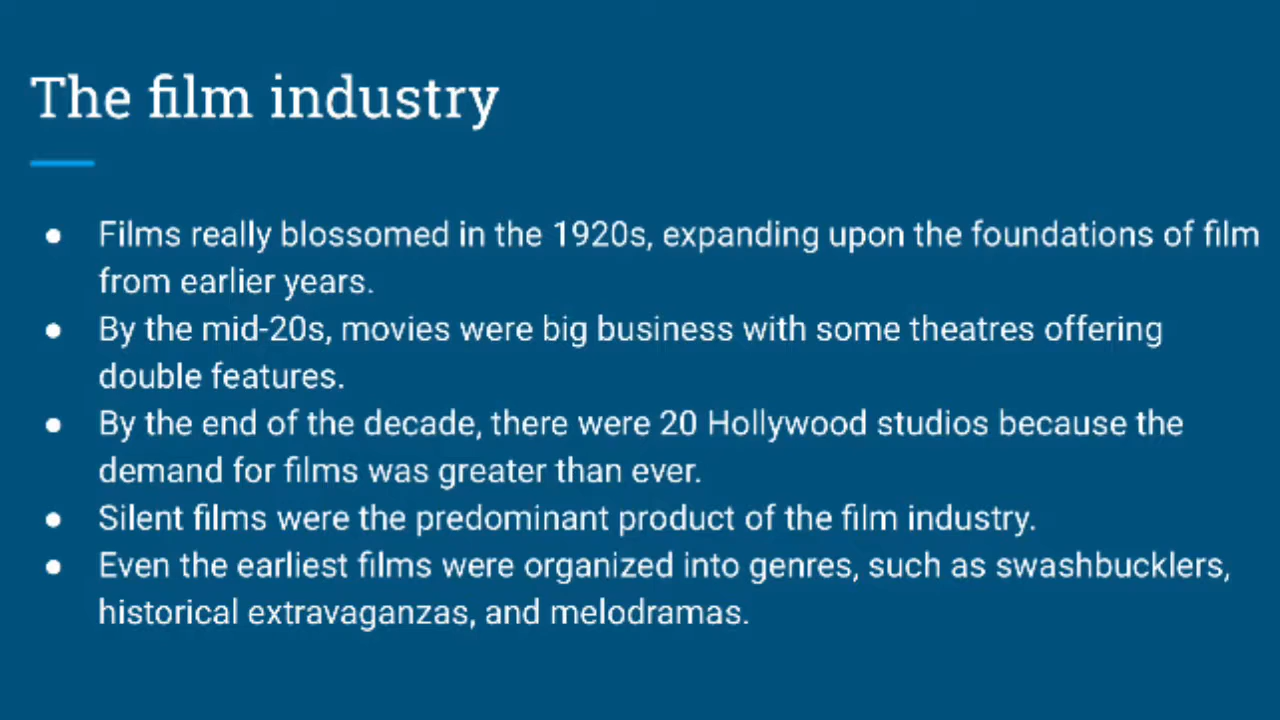 The film industry
● Films really blossomed in the 1920s, expanding upon the foundations of film
from earlier years.
● By the mid-20s, movies were big business with some theatres offering
double features.
● By the end of the decade, there were 20 Hollywood studios because the
demand for films was greater than ever.
● Silent films were the predominant product of the film industry.
● Even the earliest films were organized into genres, such as swashbucklers,
historical extravaganzas, and melodramas.